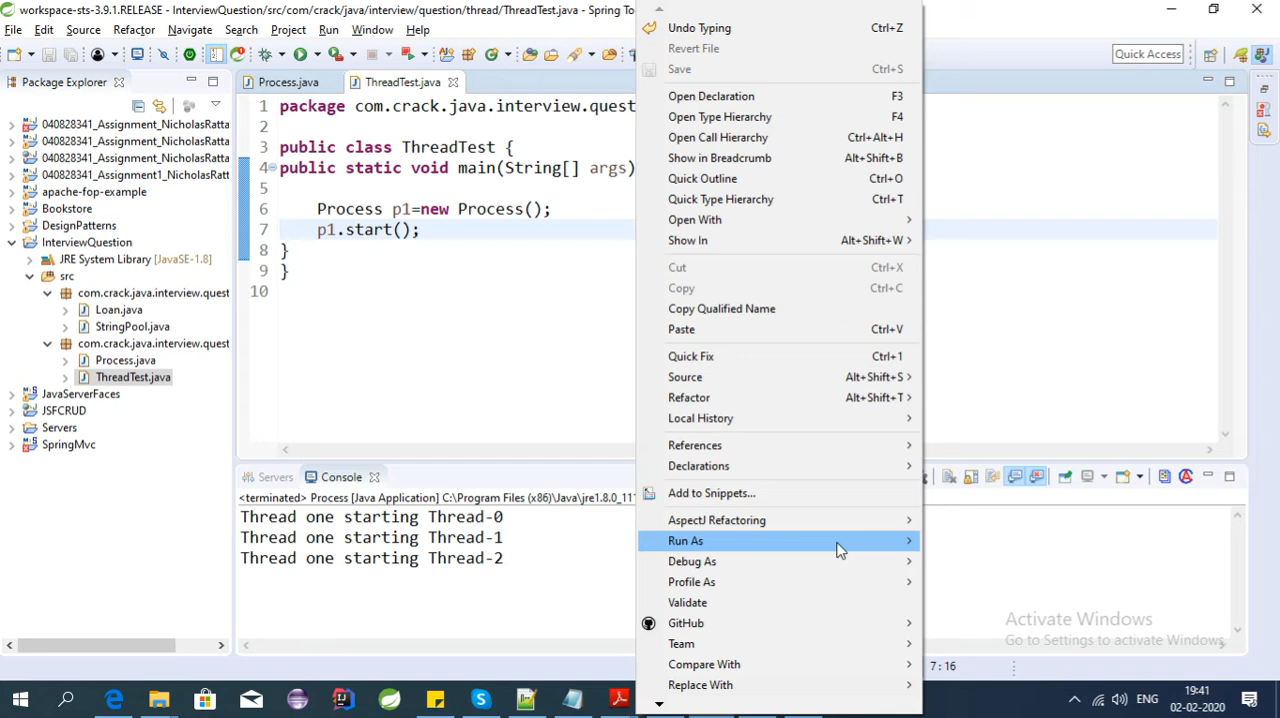 workspace-sts-3.9.1.RELEASE - InterviewQuestion/src/com/crack/java/interview/question/thread/ThreadTest.java - Spring To
File Edit Source Refactor Navigate Search Project Run Window Help
Quick Access
Package Explorer
040828341_Assignment_NicholasRatta
040828341_Assignment_NicholasRatta
040828341_Assignment_NicholasRatta
040828341_Assignment1_NicholasRatta
apache-fop-example
Bookstore
DesignPatterns
InterviewQuestion
JRE System Library [JavaSE-1.8]
src
com.crack.java.interview.quest
Loan.java
StringPool.java
com.crack.java.interview.quest
Process.java
ThreadTest.java
JavaServerFaces
JSFCRUD
Servers
SpringMvc
Process.java ThreadTest.java
1 package com.crack.java.interview.quest
2
3 public class ThreadTest {
4 public static void main(String[] args)
5
6 Process p1=new Process();
7 p1.start();
8 }
9 }
10
Servers Console
<terminated> Process [Java Application] C:\Program Files (x86)\Java\jre1.8.0_11
Thread one starting Thread-0
Thread one starting Thread-1
Thread one starting Thread-2
Undo Typing Ctrl+Z
Revert File
Save Ctrl+S
Open Declaration F3
Open Type Hierarchy F4
Open Call Hierarchy Ctrl+Alt+H
Show in Breadcrumb Alt+Shift+B
Quick Outline Ctrl+O
Quick Type Hierarchy Ctrl+T
Open With
Show In Alt+Shift+W
Cut Ctrl+X
Copy Ctrl+C
Copy Qualified Name
Paste Ctrl+V
Quick Fix Ctrl+1
Source Alt+Shift+S
Refactor Alt+Shift+T
Local History
References
Declarations
Add to Snippets...
AspectJ Refactoring
Run As
Debug As
Profile As
Validate
GitHub
Team
Compare With
Replace With
Activate Windows
Go to Settings to activate Windows.
7 : 16
ENG
19:41
02-02-2020